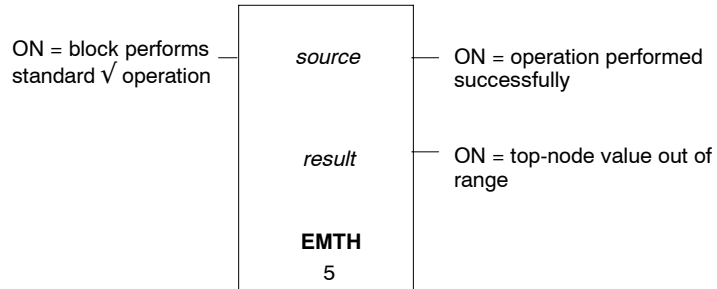 ON = block performs
standard √ operation
source
ON = operation performed
successfully
result
ON = top-node value out of
range
EMTH
5